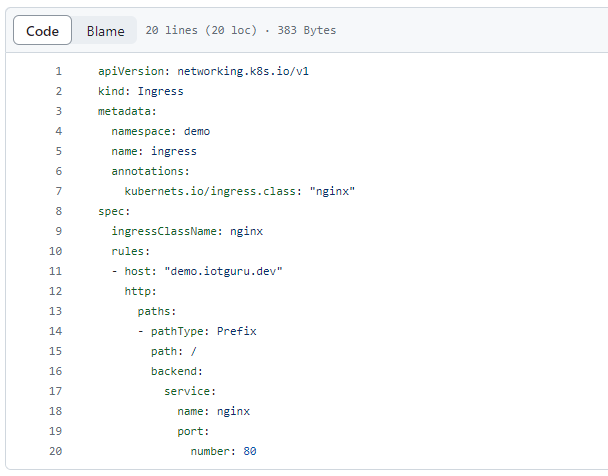 Code Blame 20 lines (20 loc) · 383 Bytes
1 apiVersion: networking.k8s.io/v1
2 kind: Ingress
3 metadata:
4   namespace: demo
5   name: ingress
6   annotations:
7     kubernets.io/ingress.class: "nginx"
8 spec:
9   ingressClassName: nginx
10   rules:
11   - host: "demo.iotguru.dev"
12     http:
13       paths:
14       - pathType: Prefix
15         path: /
16         backend:
17           service:
18             name: nginx
19             port:
20               number: 80